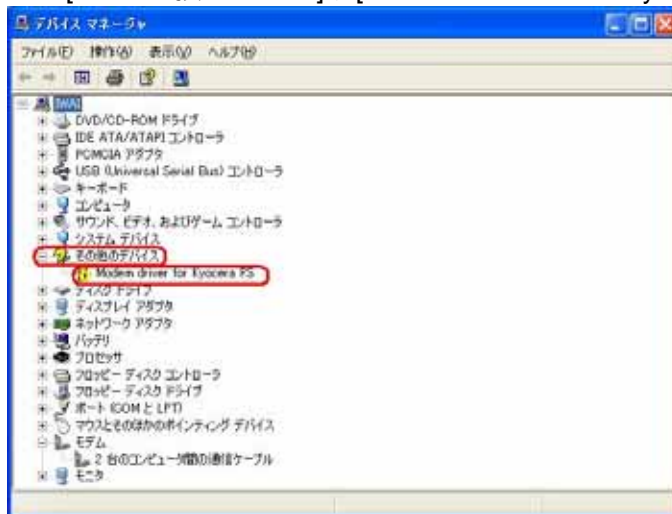 デバイス マネージャ
ファイル(F) 操作(A) 表示(V) ヘルプ(H)
IWAI
DVD/CD-ROM ドライブ
IDE ATA/ATAPI コントローラ
PCMCIA アダプタ
USB (Universal Serial Bus) コントローラ
キーボード
コンピュータ
サウンド、ビデオ、およびゲーム コントローラ
システム デバイス
その他のデバイス
Modem driver for Kyocera PS
ディスク ドライブ
ディスプレイ アダプタ
ネットワーク アダプタ
バッテリ
プロセッサ
フロッピー ディスク コントローラ
フロッピー ディスク ドライブ
ポート (COM と LPT)
マウスとそのほかのポインティング デバイス
モデム
2 台のコンピュータ間の通信ケーブル
モニタ